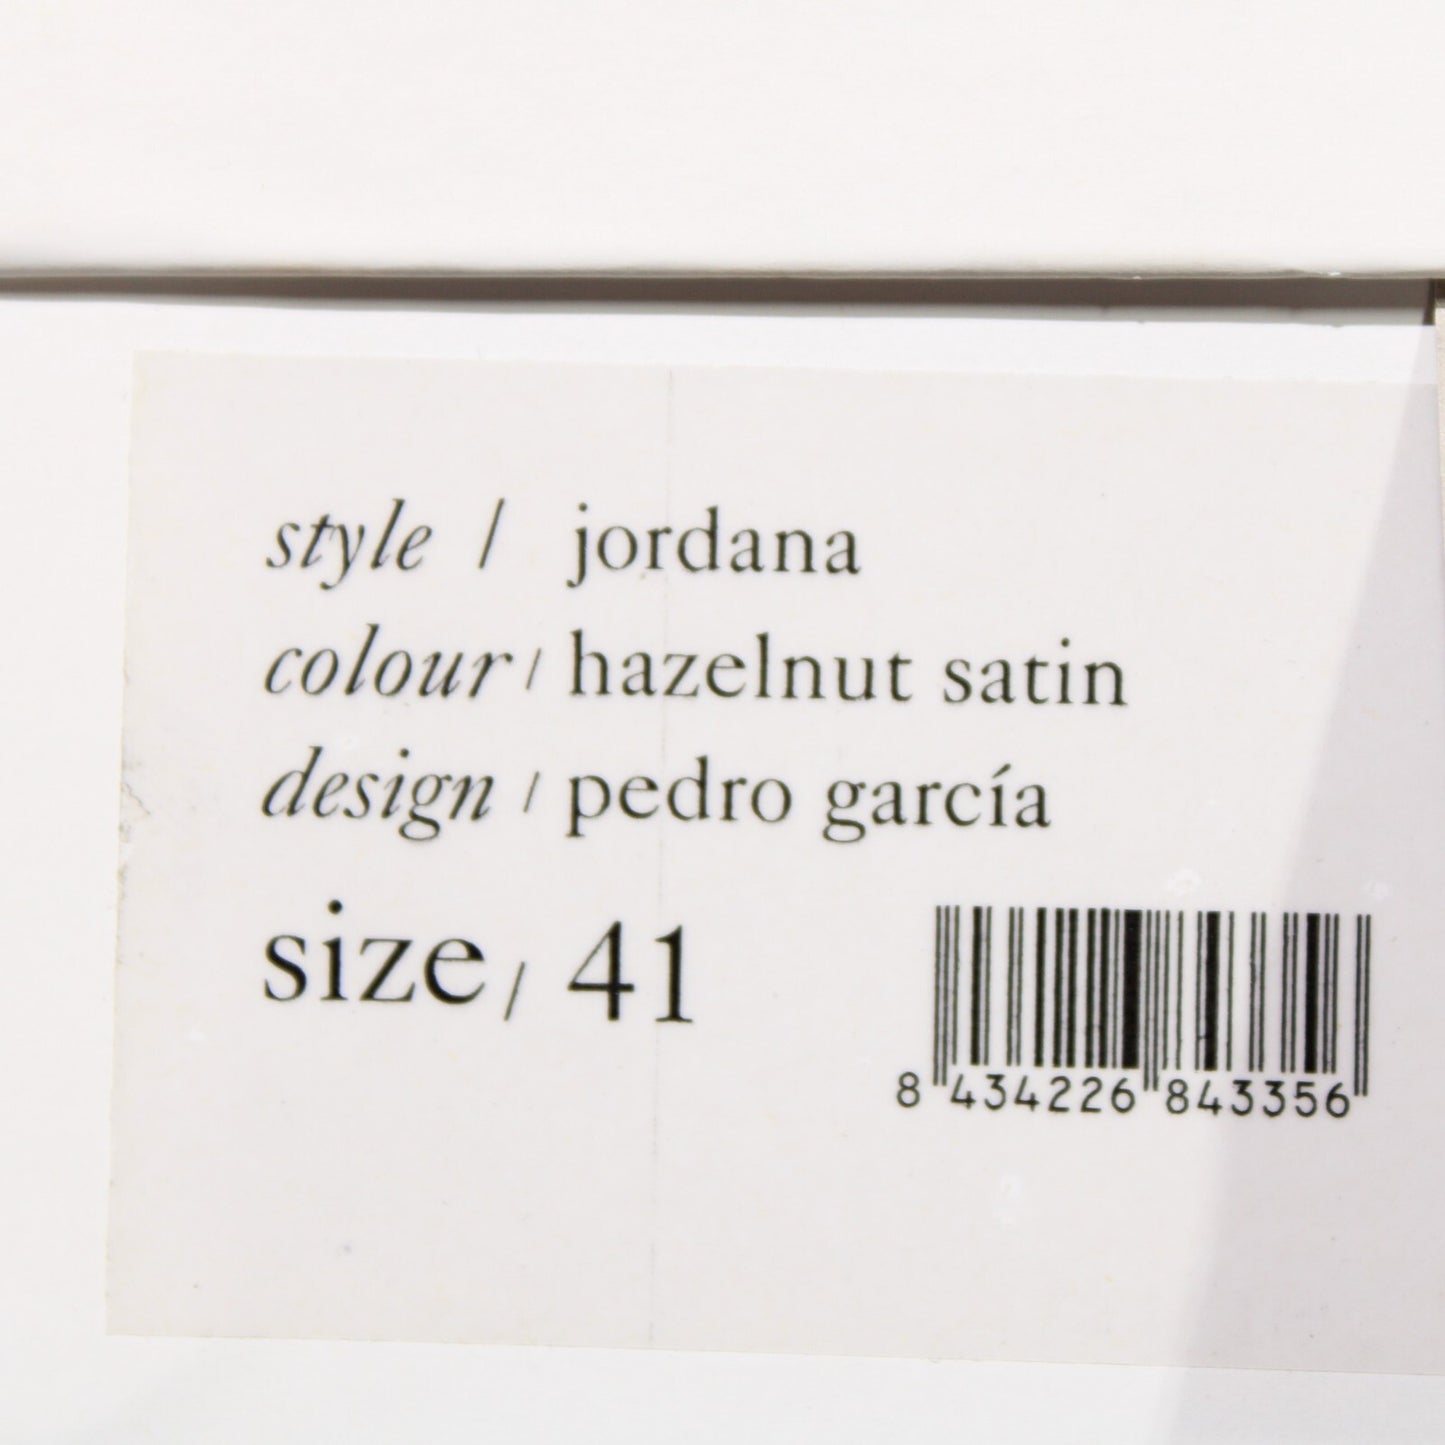 style / jordana
colour / hazelnut satin
design / pedro garcía
size / 41
8 434226 843356